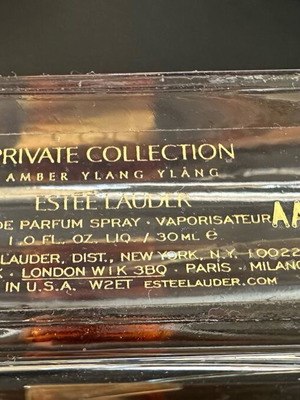 PRIVATE COLLECTION
AMBER YLANG YLANG
ESTEE LAUDER
DE PARFUM SPRAY · VAPORISATEUR
1.0 FL. OZ. LIQ. / 30 ML ℮
LAUDER, DIST., NEW YORK, N.Y. 10022
LONDON W1K 3BQ · PARIS · MILANO
IN U.S.A. W2ET ESTEELAUDER.COM